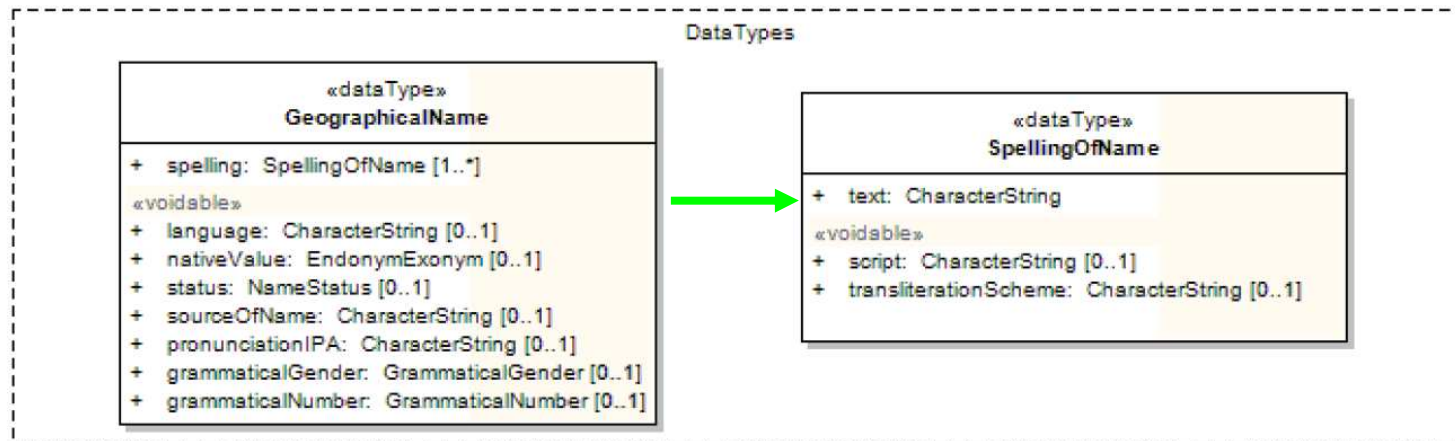 DataTypes
«dataType»
GeographicalName
+ spelling: SpellingOfName [1..*]
«voidable»
+ language: CharacterString [0..1]
+ nativeValue: EndonymExonym [0..1]
+ status: NameStatus [0..1]
+ sourceOfName: CharacterString [0..1]
+ pronunciationIPA: CharacterString [0..1]
+ grammaticalGender: GrammaticalGender [0..1]
+ grammaticalNumber: GrammaticalNumber [0..1]
«dataType»
SpellingOfName
+ text: CharacterString
«voidable»
+ script: CharacterString [0..1]
+ transliterationScheme: CharacterString [0..1]